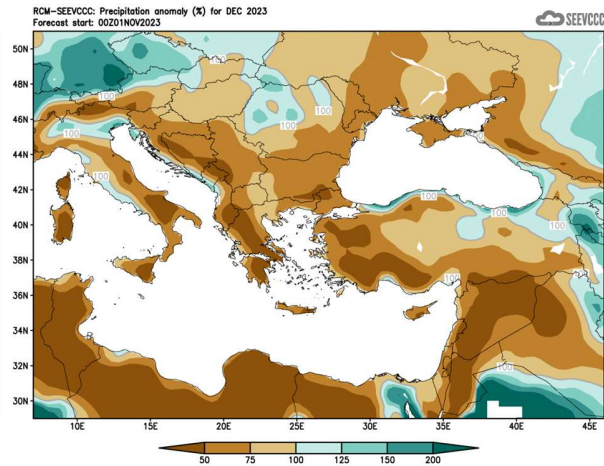 RCM-SEEVCCC: Precipitation anomaly (%) for DEC 2023
Forecast start: 00Z01NOV2023
SEEVCCC
50N
48N
46N
44N
42N
40N
38N
36N
34N
32N
30N
100
100
100
100
100
100
100
100
100
100
100
100
10E
15E
20E
25E
30E
35E
40E
45E
50
75
100
125
150
200